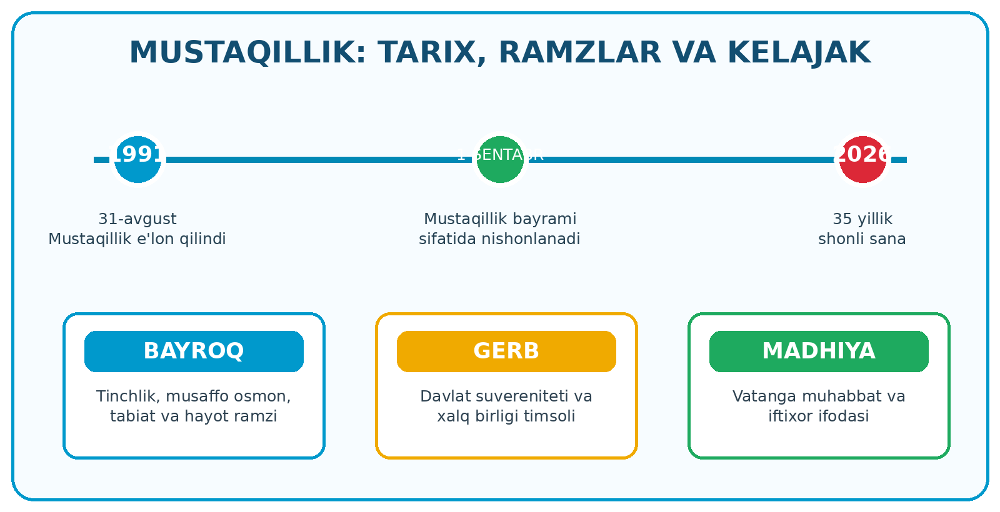 MUSTAQILLIK: TARIX, RAMZLAR VA KELAJAK
1991
1-SENTABR
2026
31-avgust
Mustaqillik e'lon qilindi
Mustaqillik bayrami
sifatida nishonlanadi
35 yillik
shonli sana
BAYROQ
Tinchlik, musaffo osmon,
tabiat va hayot ramzi
GERB
Davlat suvereniteti va
xalq birligi timsoli
MADHIYA
Vatanga muhabbat va
iftixor ifodasi